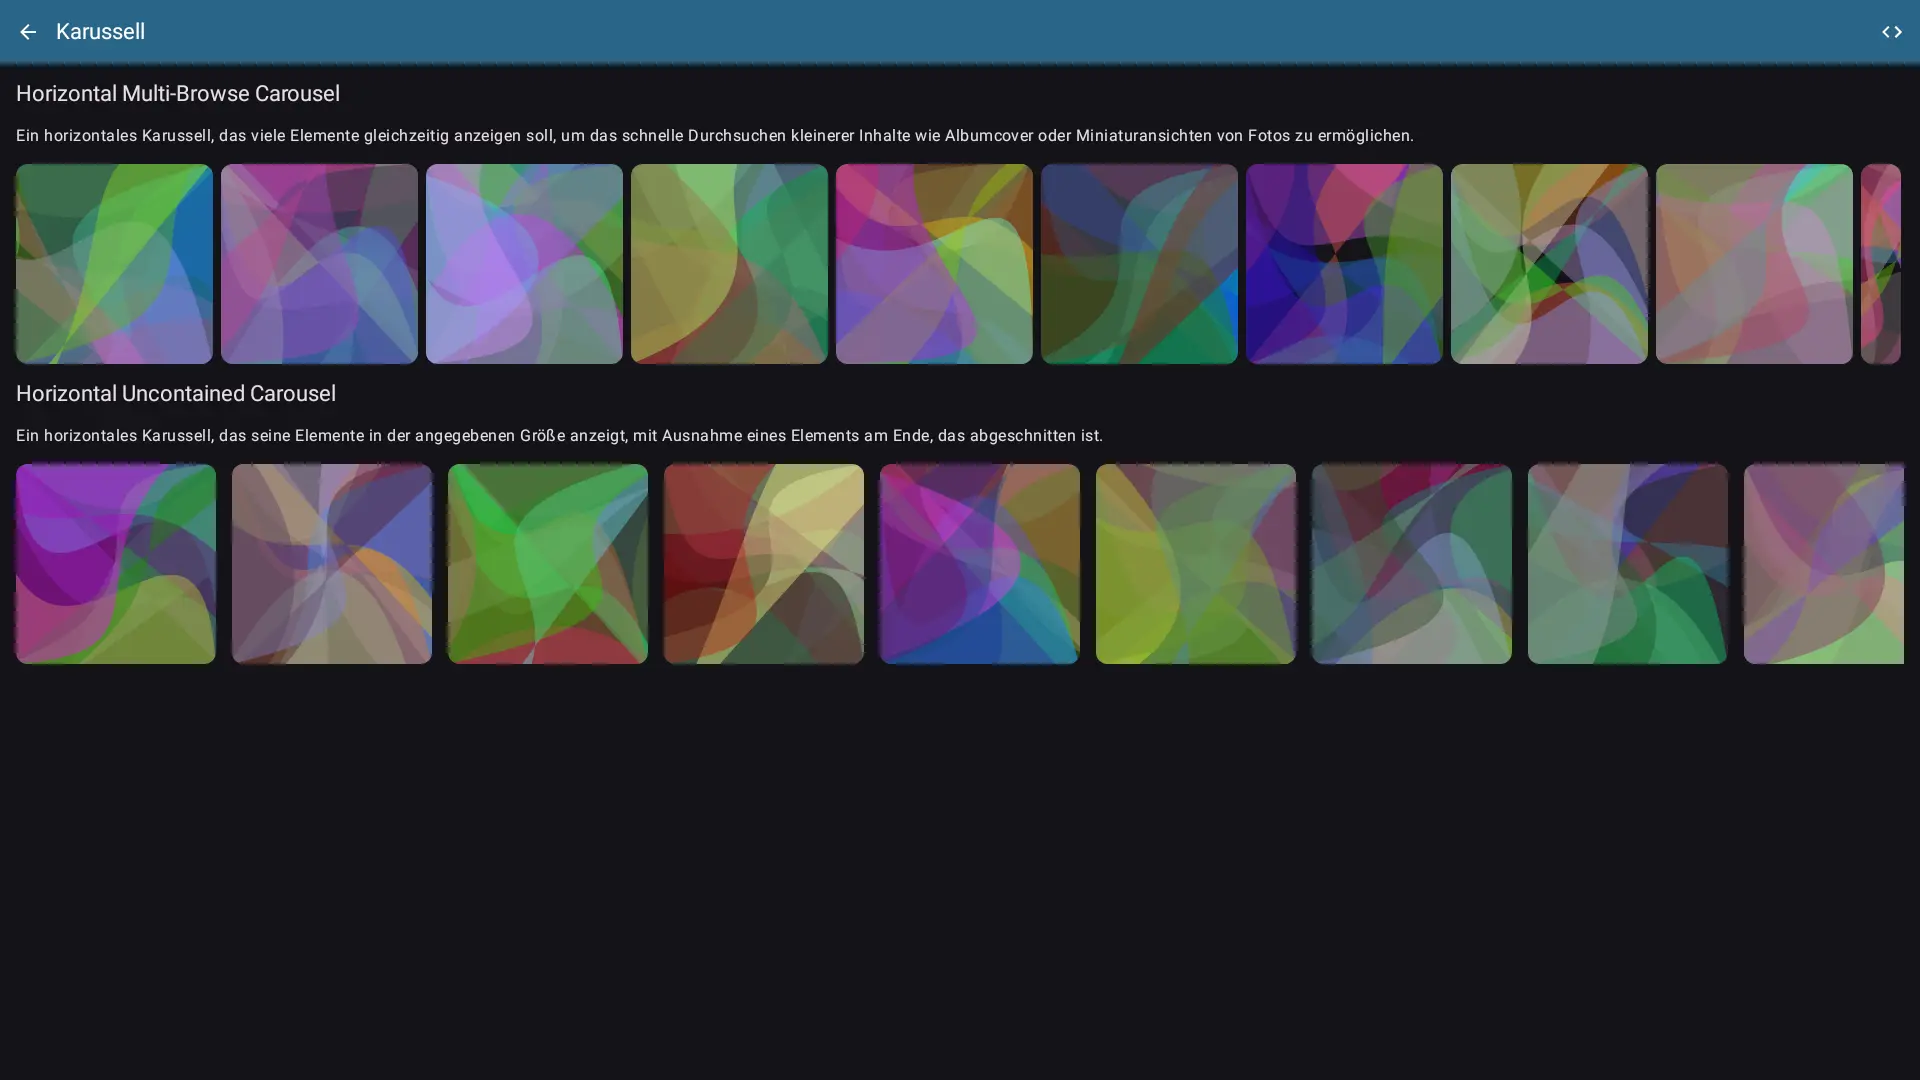 Karussell
Horizontal Multi-Browse Carousel
Ein horizontales Karussell, das viele Elemente gleichzeitig anzeigen soll, um das schnelle Durchsuchen kleinerer Inhalte wie Albumcover oder Miniaturansichten von Fotos zu ermöglichen.
Horizontal Uncontained Carousel
Ein horizontales Karussell, das seine Elemente in der angegebenen Größe anzeigt, mit Ausnahme eines Elements am Ende, das abgeschnitten ist.